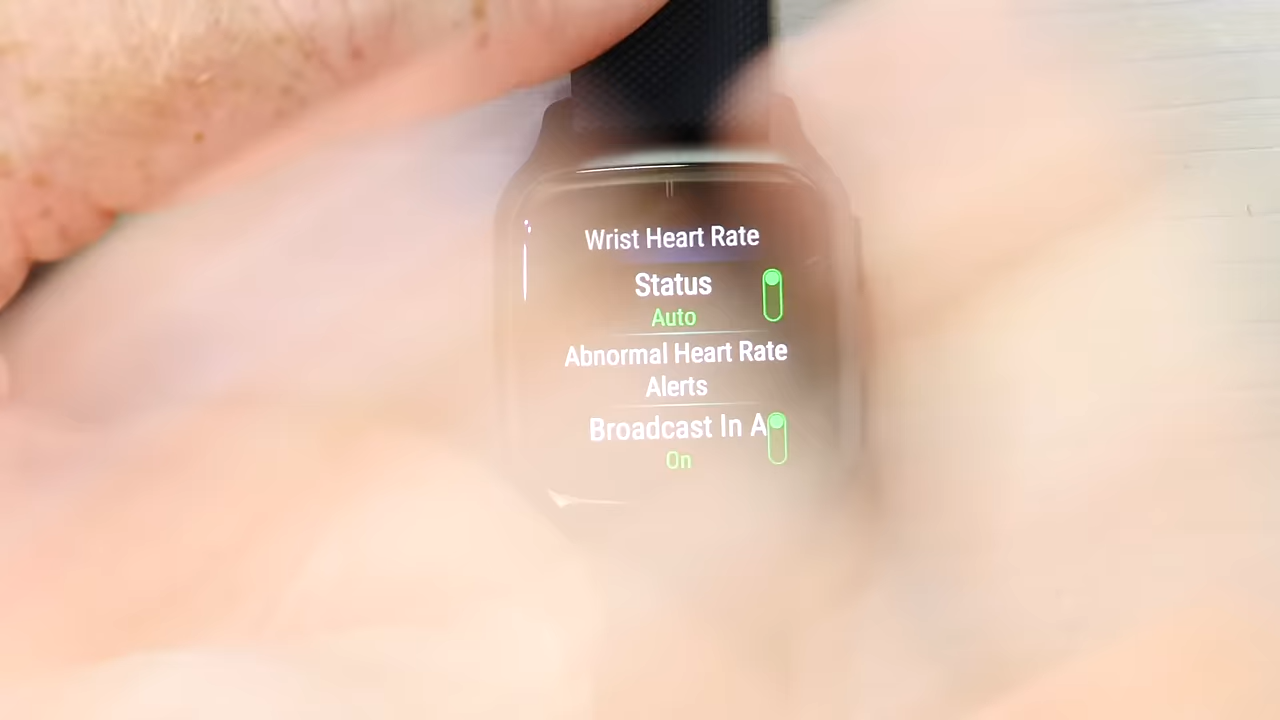 Wrist Heart Rate
Status
Auto
Abnormal Heart Rate
Alerts
Broadcast In A
On